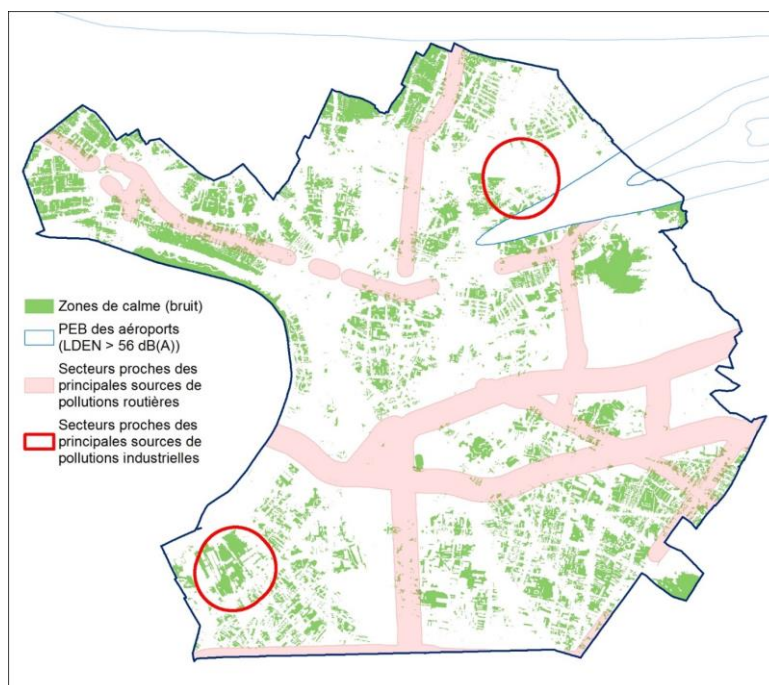 Zones de calme (bruit)
PEB des aéroports
(LDEN > 56 dB(A))
Secteurs proches des
principales sources de
pollutions routières
Secteurs proches des
principales sources de
pollutions industrielles